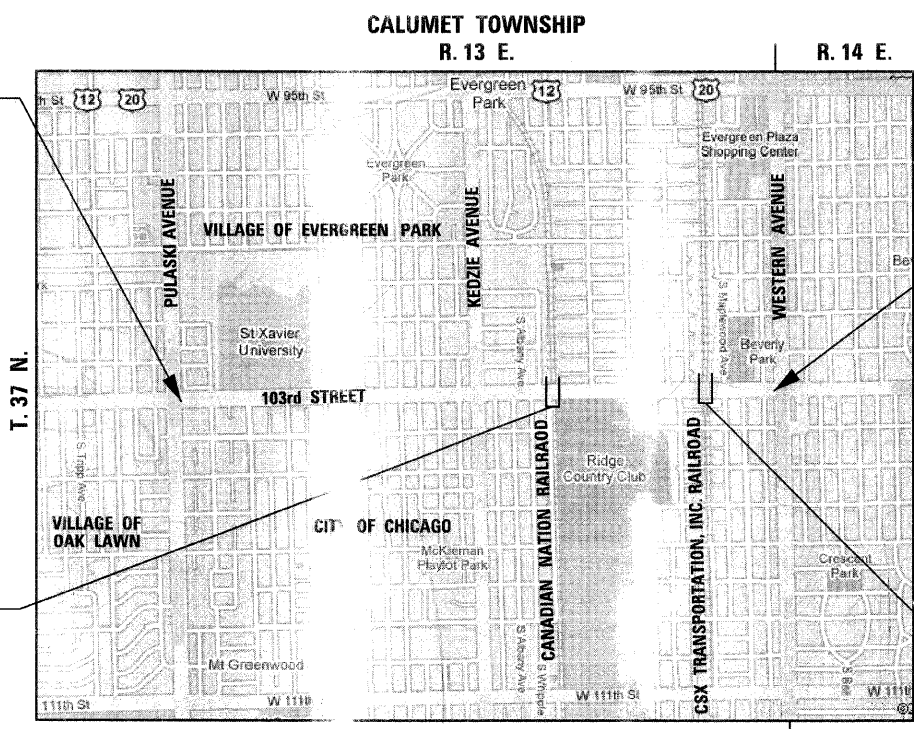 CALUMET TOWNSHIP
R. 13 E.
R. 14 E.
12
20
W 95th St
Evergreen
Park
12
W 95th St
20
Evergreen Plaza
Shopping Center
Evergreen
Park
PULASKI AVENUE
VILLAGE OF EVERGREEN PARK
KEDZIE AVENUE
WESTERN AVENUE
S Maplewood Ave
St Xavier
University
S Albany Ave
Beverly
Park
T. 37 N.
103rd STREET
S Tripp Ave
Ridge
Country Club
CANADIAN NATION RAILRAOD
CSX TRANSPORTATION, INC. RAILROAD
VILLAGE OF
OAK LAWN
OF CHICAGO
McKiernan
Playlot Park
Crescent
Park
S Albany Ave
S Whipple
Mt Greenwood
S Bell
111th St
W 111th
W 111th St
W 111th